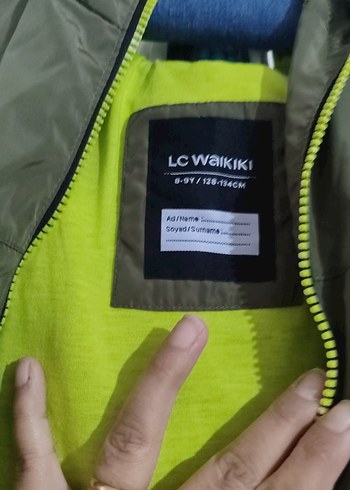 LC WAIKIKI
8-9Y / 128-134CM
Ad/Name:
Soyad/Surname: